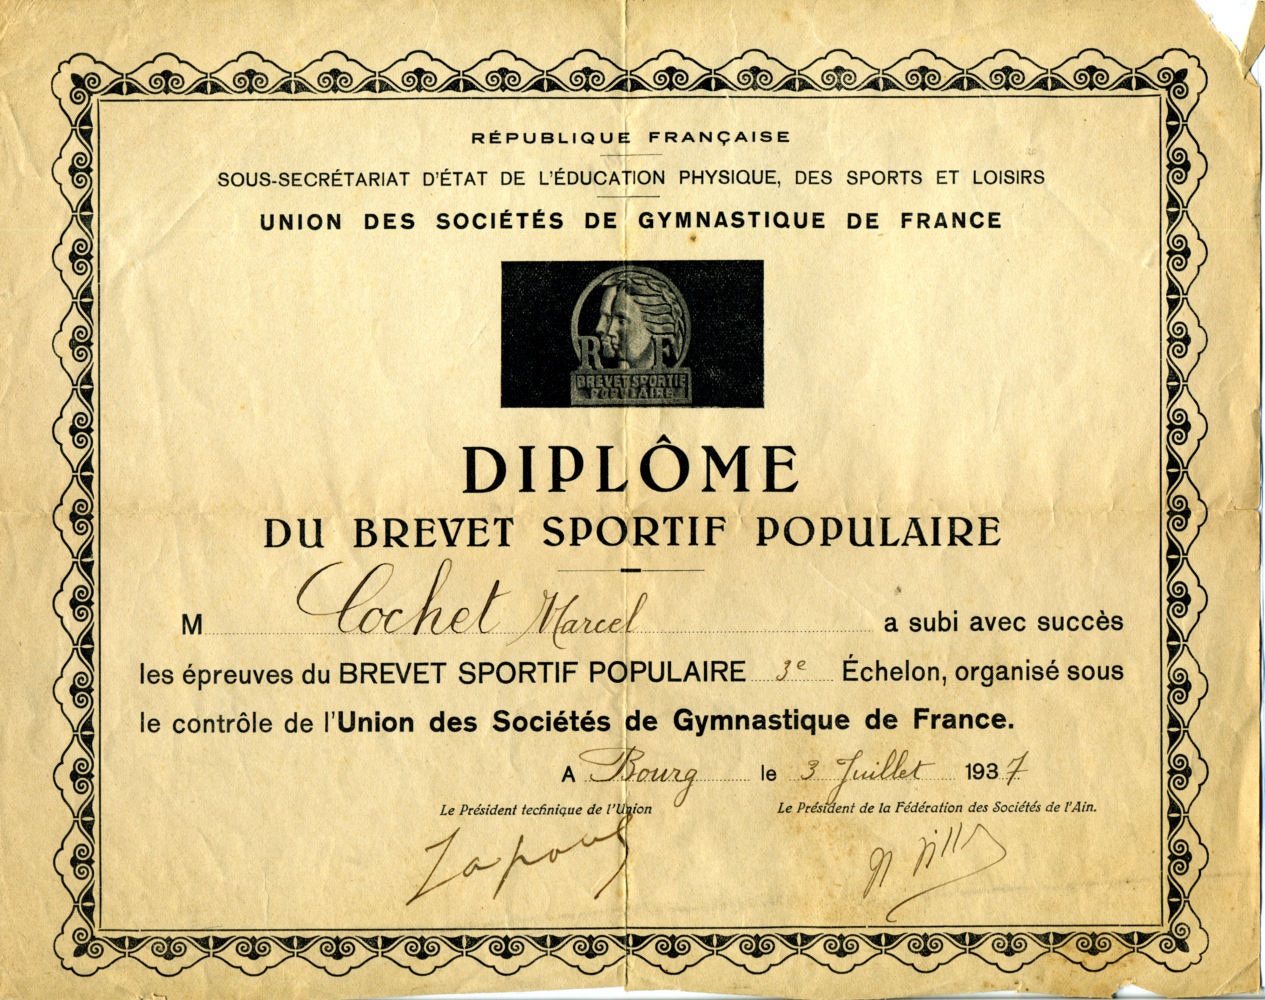 RÉPUBLIQUE FRANÇAISE
SOUS-SECRÉTARIAT D'ÉTAT DE L'ÉDUCATION PHYSIQUE, DES SPORTS ET LOISIRS
UNION DES SOCIÉTÉS DE GYMNASTIQUE DE FRANCE
R F
BREVET SPORTIF
POPULAIRE
DIPLÔME
DU BREVET SPORTIF POPULAIRE
M Cochet Marcel a subi avec succès
les épreuves du BREVET SPORTIF POPULAIRE 3e Échelon, organisé sous
le contrôle de l'Union des Sociétés de Gymnastique de France.
A Bourg le 3 Juillet 1937
Le Président technique de l'Union Le Président de la Fédération des Sociétés de l'Ain.